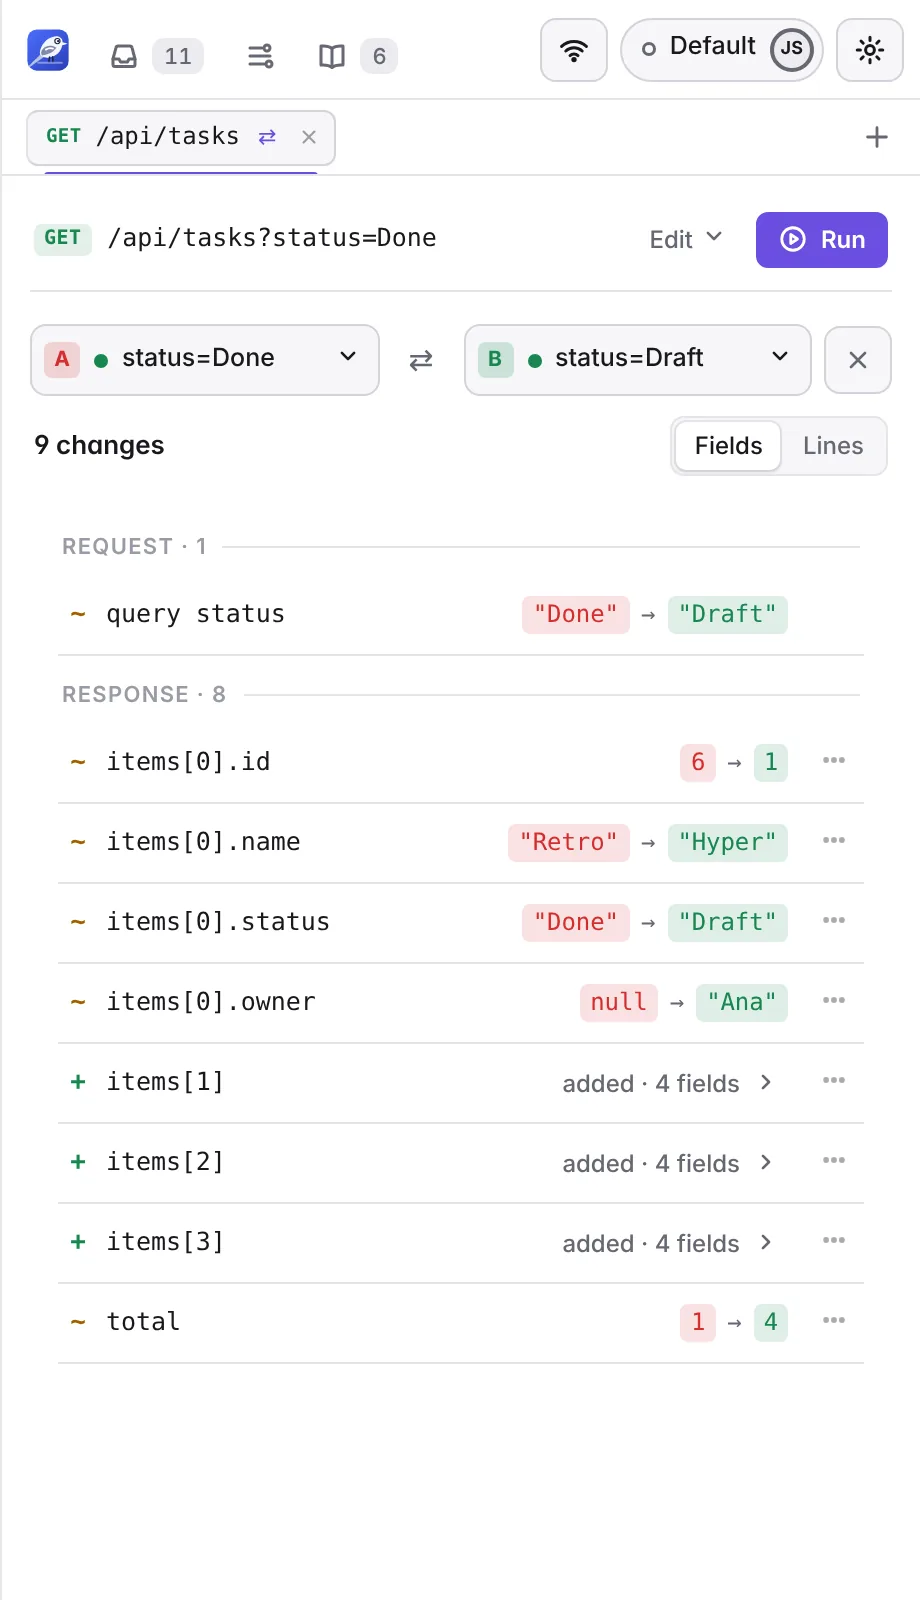 11 6 Default JS
GET /api/tasks ⇄ × +
GET /api/tasks?status=Done Edit Run
A status=Done ⇄ B status=Draft ×
9 changes Fields Lines
REQUEST · 1
~ query status "Done" → "Draft"
RESPONSE · 8
~ items[0].id 6 → 1 •••
~ items[0].name "Retro" → "Hyper" •••
~ items[0].status "Done" → "Draft" •••
~ items[0].owner null → "Ana" •••
+ items[1] added · 4 fields > •••
+ items[2] added · 4 fields > •••
+ items[3] added · 4 fields > •••
~ total 1 → 4 •••